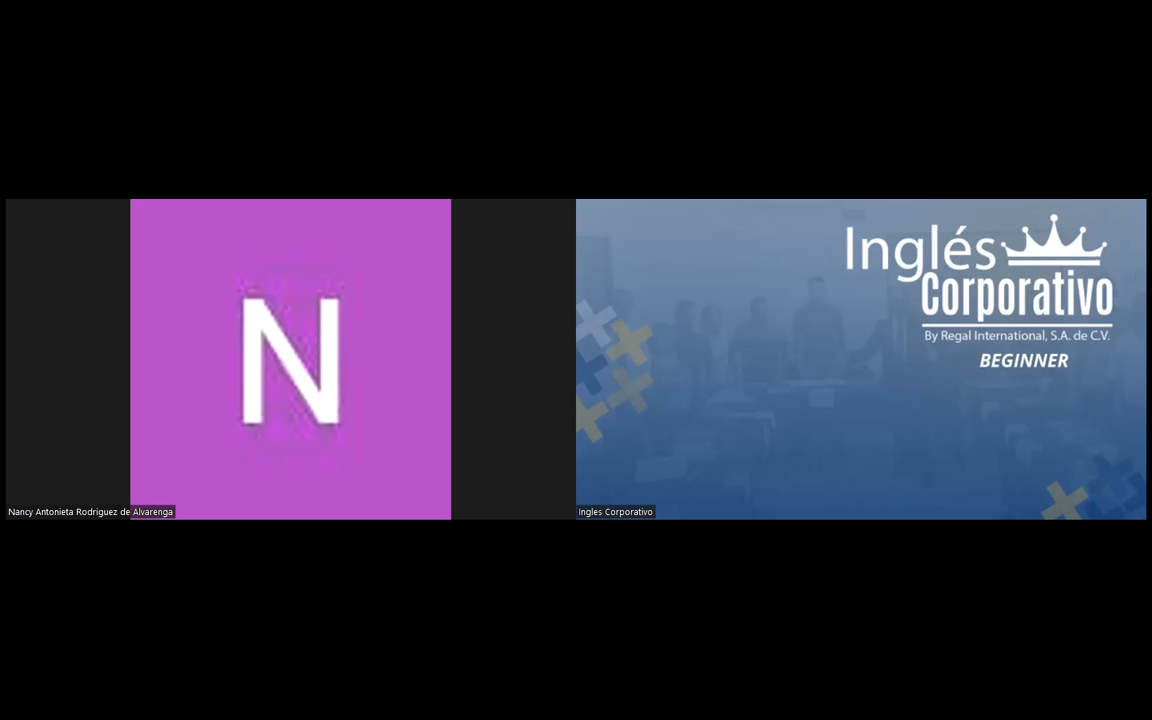 N
Nancy Antonieta Rodriguez de Alvarenga
Inglés
Corporativo
By Regal International, S.A. de C.V.
BEGINNER
Ingles Corporativo